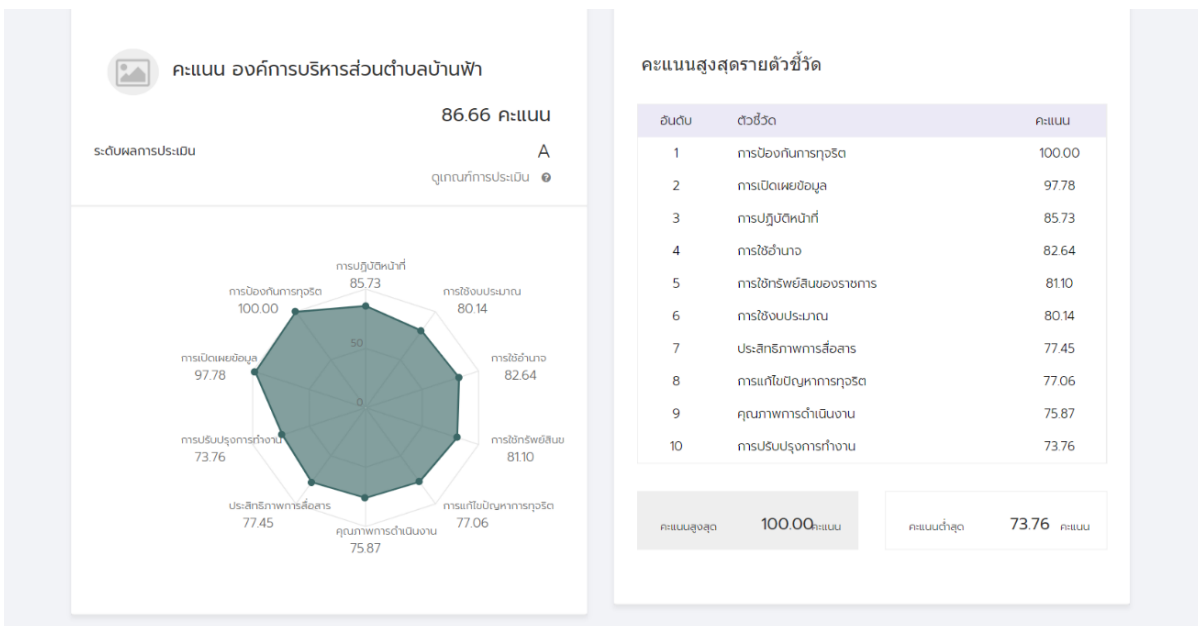 คะแนน องค์การบริหารส่วนตำบลบ้านฟ้า
86.66 คะแนน
ระดับผลการประเมิน A
ดูเกณฑ์การประเมิน
การปฏิบัติหน้าที่
85.73
การป้องกันการทุจริต
100.00
การใช้งบประมาณ
80.14
50
การเปิดเผยข้อมูล
97.78
การใช้อำนาจ
82.64
0
การปรับปรุงการทำงาน
73.76
การใช้ทรัพย์สินข
81.10
ประสิทธิภาพการสื่อสาร
77.45
การแก้ไขปัญหาการทุจริต
77.06
คุณภาพการดำเนินงาน
75.87
คะแนนสูงสุดรายตัวชี้วัด
อันดับ ตัวชี้วัด คะแนน
1 การป้องกันการทุจริต 100.00
2 การเปิดเผยข้อมูล 97.78
3 การปฏิบัติหน้าที่ 85.73
4 การใช้อำนาจ 82.64
5 การใช้ทรัพย์สินของราชการ 81.10
6 การใช้งบประมาณ 80.14
7 ประสิทธิภาพการสื่อสาร 77.45
8 การแก้ไขปัญหาการทุจริต 77.06
9 คุณภาพการดำเนินงาน 75.87
10 การปรับปรุงการทำงาน 73.76
คะแนนสูงสุด 100.00 คะแนน
คะแนนต่ำสุด 73.76 คะแนน